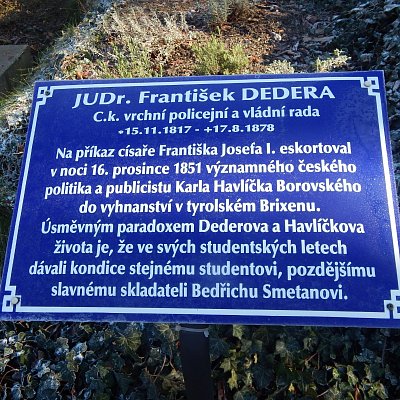 JUDr. František DEDERA
C.k. vrchní policejní a vládní rada
*15.11.1817 - +17.8.1878
Na příkaz císaře Františka Josefa I. eskortoval
v noci 16. prosince 1851 významného českého
politika a publicistu Karla Havlíčka Borovského
do vyhnanství v tyrolském Brixenu.
Úsměvným paradoxem Dederova a Havlíčkova
života je, že ve svých studentských letech
dávali kondice stejnému studentovi, pozdějšímu
slavnému skladateli Bedřichu Smetanovi.